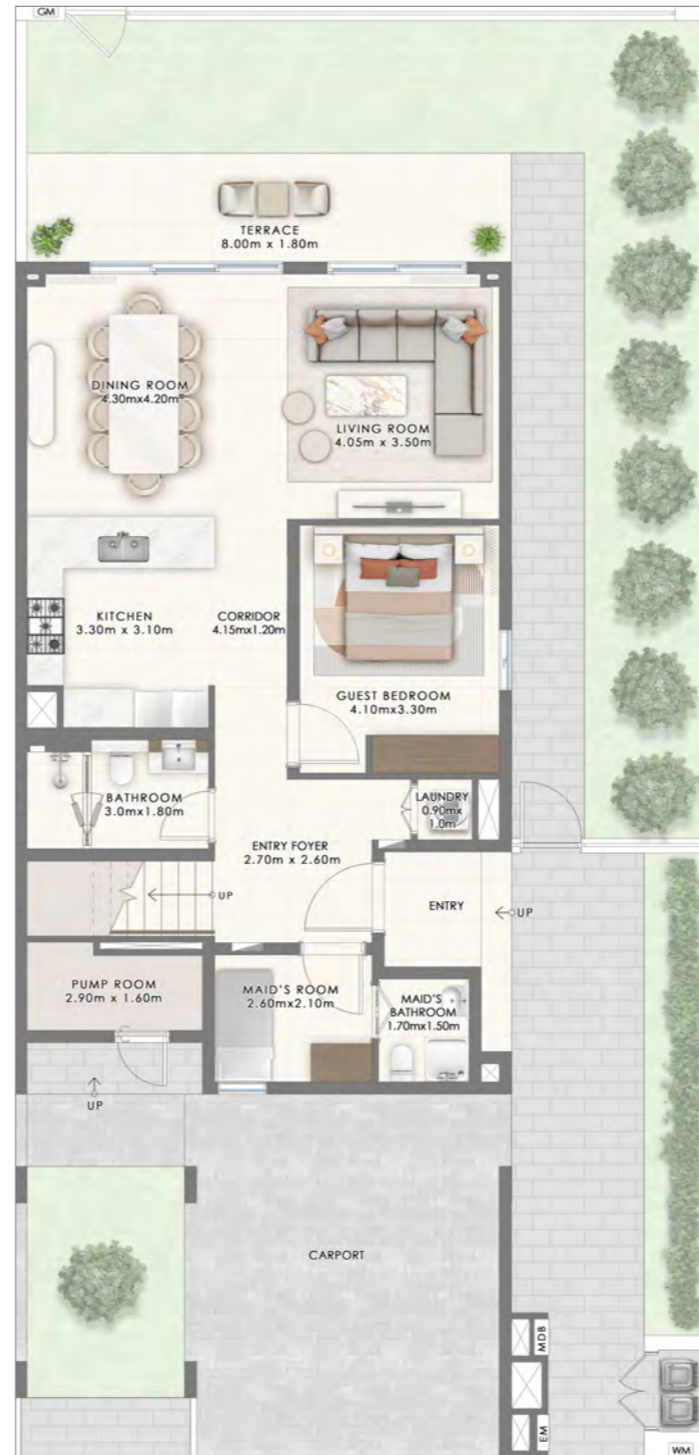 GM
TERRACE
8.00m x 1.80m
DINING ROOM
4.30mx4.20m
LIVING ROOM
4.05m x 3.50m
KITCHEN
3.30m x 3.10m
CORRIDOR
4.15mx1.20m
GUEST BEDROOM
4.10mx3.30m
BATHROOM
3.0mx1.80m
LAUNDRY
0.90mx
1.0m
ENTRY FOYER
2.70m x 2.60m
UP
ENTRY
UP
PUMP ROOM
2.90m x 1.60m
MAID'S ROOM
2.60mx2.10m
MAID'S
BATHROOM
1.70mx1.50m
UP
CARPORT
MDB
EM
WM